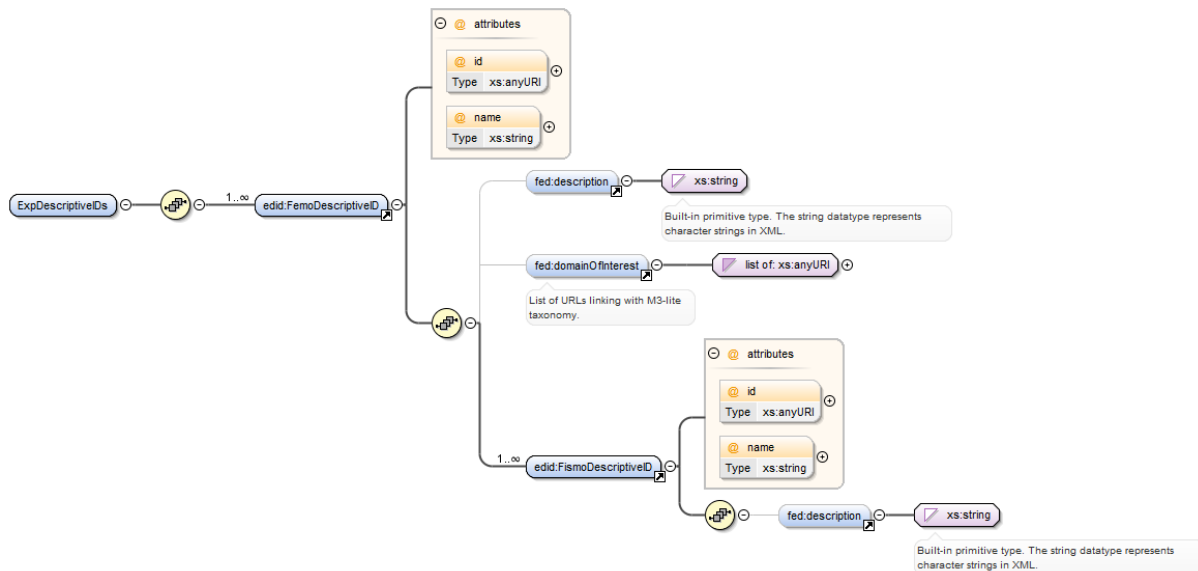 @ attributes
@ id
Type xs:anyURI
@ name
Type xs:string
ExpDescriptiveIDs
1..∞
edid:FemoDescriptiveID
fed:description
xs:string
Built-in primitive type. The string datatype represents
character strings in XML.
fed:domainOfInterest
list of: xs:anyURI
List of URLs linking with M3-lite
taxonomy.
@ attributes
@ id
Type xs:anyURI
@ name
Type xs:string
1..∞
edid:FismoDescriptiveID
fed:description
xs:string
Built-in primitive type. The string datatype represents
character strings in XML.